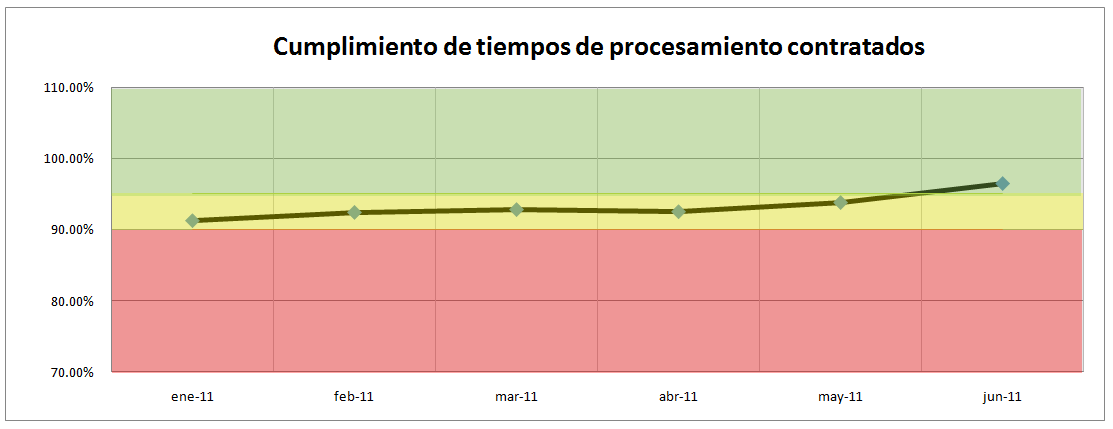 Cumplimiento de tiempos de procesamiento contratados
110.00%
100.00%
90.00%
80.00%
70.00%
ene-11 feb-11 mar-11 abr-11 may-11 jun-11